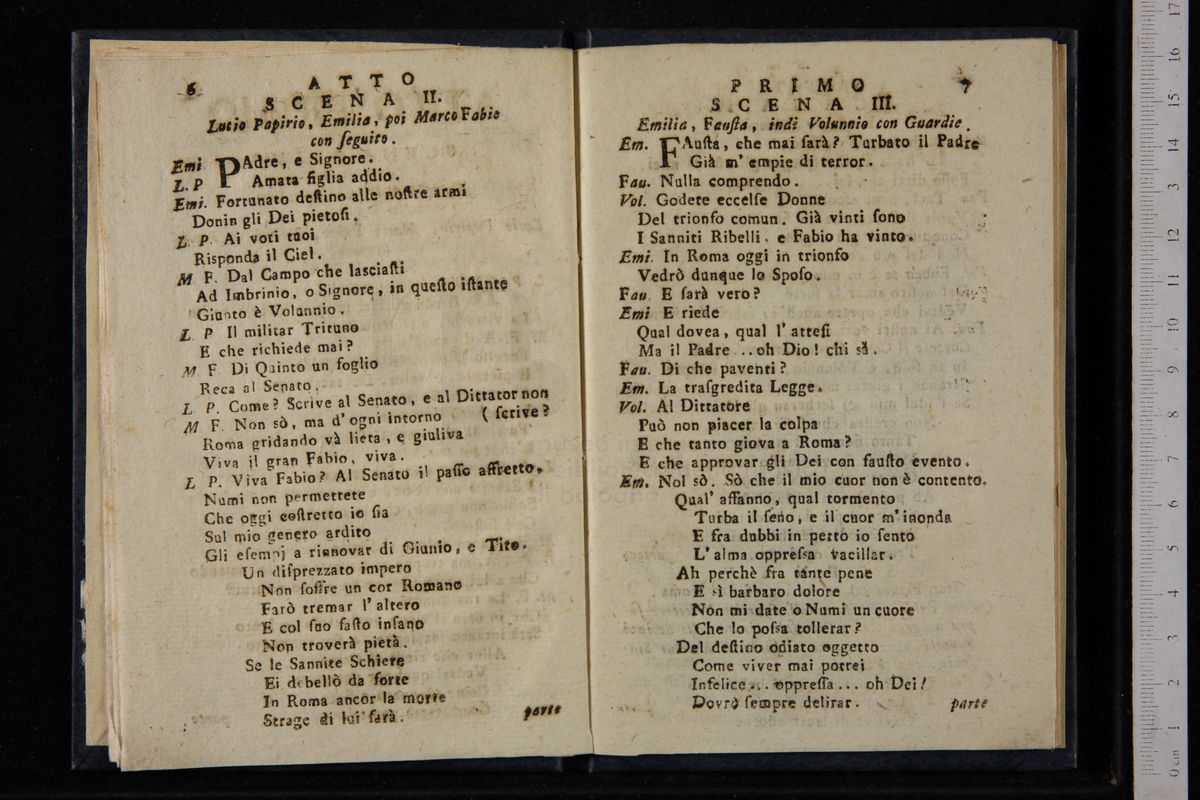 6
ATTO
SCENA II.
Lucio Papirio, Emilia, poi Marco Fabio
con ſeguito.
Emi PAdre, e Signore.
L. P Amata figlia addio.
Emi. Fortunato deſtino alle noſtre armi
Donin gli Dei pietoſi.
L. P. Ai voti tuoi
Risponda il Ciel.
M F. Dal Campo che laſciaſti
Ad Imbrinio, o Signore, in queſto iſtante
Giunto è Volunnio.
L. P Il militar Trituno
E che richiede mai?
M F. Di Quinto un foglio
Reca al Senato.
L P. Come? Scrive al Senato, e al Dittator non
( ſcrive?
M F. Non sò, ma d'ogni intorno
Roma gridando và lieta, e giuliva
Viva il gran Fabio, viva.
L P. Viva Fabio? Al Senato il paſſo affretto.
Numi non permettete
Che oggi coſtretto io ſia
Sul mio genero ardito
Gli eſempj a rinnovar di Giunio, e Tito.
Un diſprezzato impero
Non ſoffre un cor Romano
Farò tremar l'altero
E col ſuo faſto inſano
Non troverà pietà.
Se le Sannite Schiere
Ei debellò da forte
In Roma ancor la morte
Strage di lui ſarà.
parte
PRIMO
7
SCENA III.
Emilia, Fauſta, indi Volunnio con Guardie.
Em. FAuſta, che mai ſarà? Turbato il Padre
Già m'empie di terror.
Fau. Nulla comprendo.
Vol. Godete eccelſe Donne
Del trionfo comun. Già vinti ſono
I Sanniti Ribelli. e Fabio ha vinto.
Emi. In Roma oggi in trionfo
Vedrò dunque lo Spoſo.
Fau. E ſarà vero?
Emi E riede
Qual dovea, qual l'atteſi
Ma il Padre .. oh Dio! chi sà.
Fau. Di che paventi?
Em. La traſgredita Legge.
Vol. Al Dittatore
Può non piacer la colpa
E che tanto giova a Roma?
E che approvar gli Dei con fauſto evento.
Em. Nol sò. Sò che il mio cuor non è contento.
Qual' affanno, qual tormento
Turba il ſeno, e il cuor m'inonda
E fra dubbi in petto io ſento
L'alma oppreſsa vacillar.
Ah perchè fra tante pene
E sì barbaro dolore
Non mi date o Numi un cuore
Che lo poſsa tollerar?
Del deſtino odiato oggetto
Come viver mai potrei
Infelice... oppreſſa... oh Dei!
Dovrò ſempre delirar.
parte